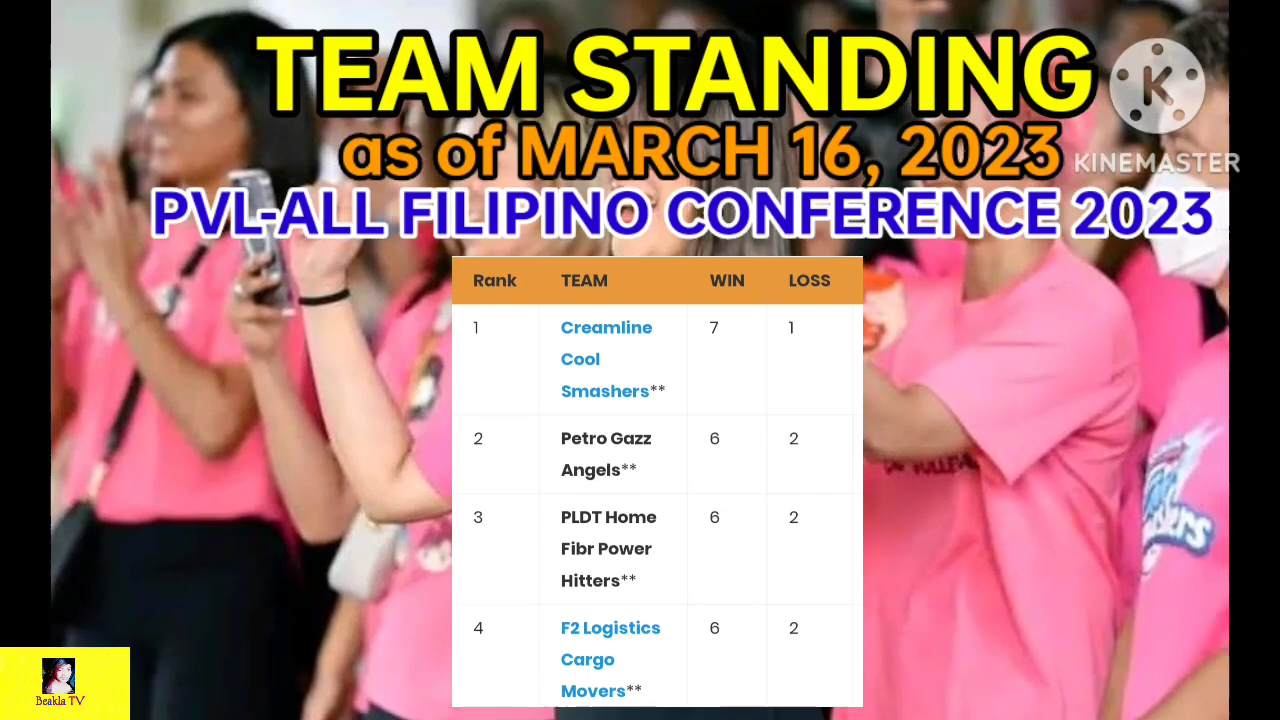 TEAM STANDING
as of MARCH 16, 2023
KINEMASTER
PVL-ALL FILIPINO CONFERENCE 2023
Rank TEAM WIN LOSS
1 Creamline 7 1
Cool
Smashers**
2 Petro Gazz 6 2
Angels**
3 PLDT Home 6 2
Fibr Power
Hitters**
4 F2 Logistics 6 2
Cargo
Movers**
K
Beakla TV